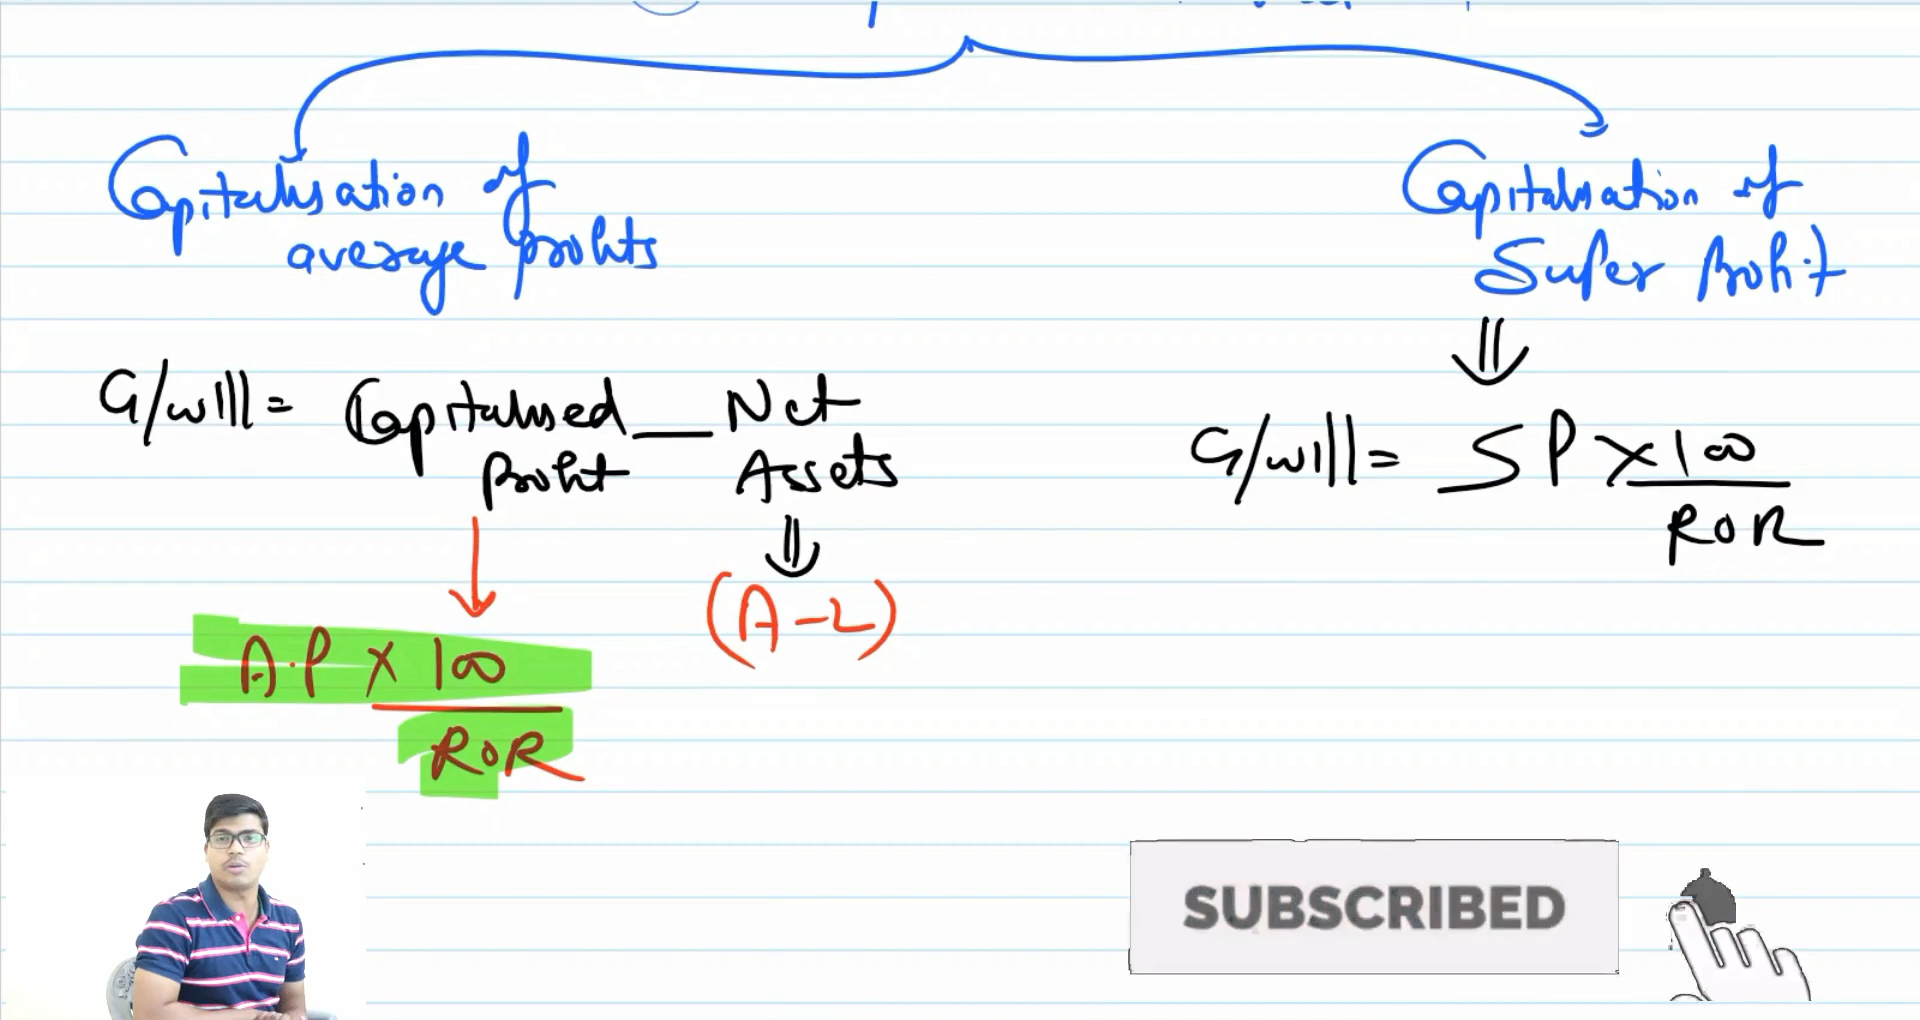 Capitalisation of
average profits
Capitalisation of
Super Profit
G/will = Capitalised — Net
Profit Assets
G/will = SP × 100
ROR
(A - L)
A.P × 100
ROR
SUBSCRIBED